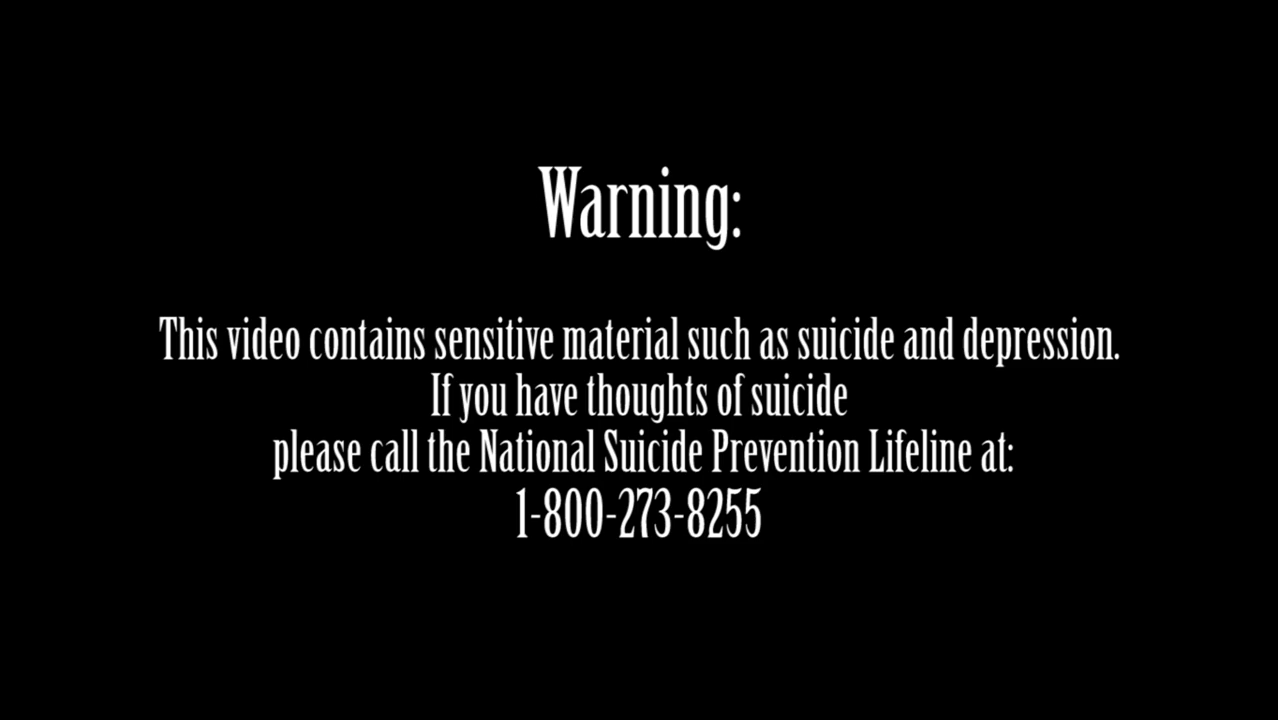 Warning:
This video contains sensitive material such as suicide and depression.
If you have thoughts of suicide
please call the National Suicide Prevention Lifeline at:
1-800-273-8255